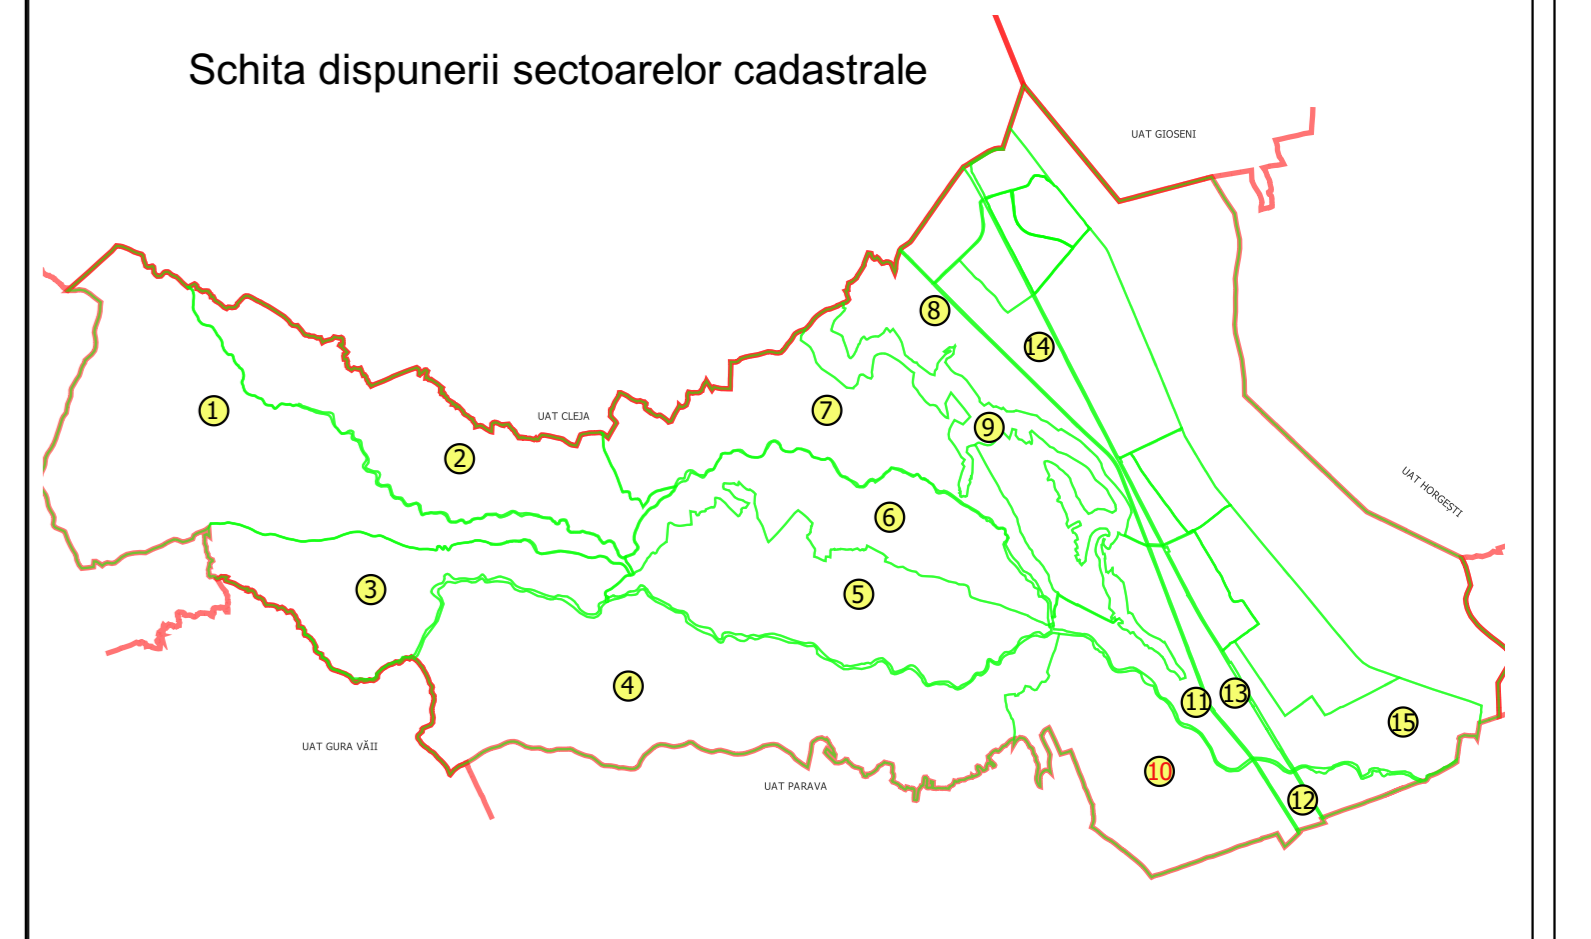 Schita dispunerii sectoarelor cadastrale
UAT GIOSENI
8
14
1
UAT CLEJA
7
9
2
UAT HORGEȘTI
6
3
5
4
11
13
15
UAT GURA VĂII
10
UAT PARAVA
12